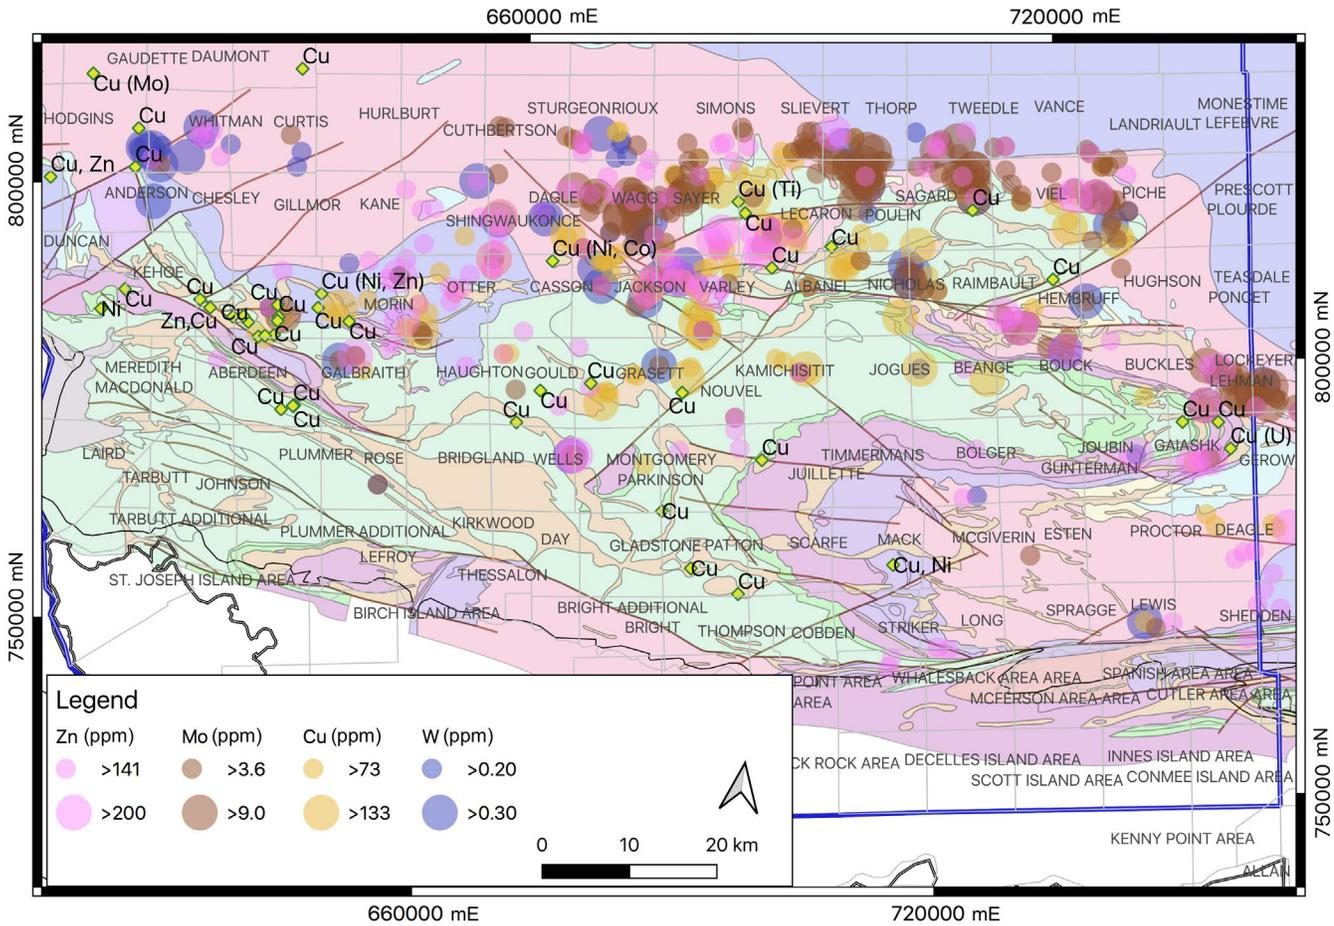 660000 mE
720000 mE
GAUDETTE DAUMONT
Cu
Cu (Mo)
HODGINS
Cu
WHITMAN
CURTIS
HURLBURT
CUTHBERTSON
STURGEON
RIOUX
SIMONS
SLIEVERT
THORP
TWEEDLE
VANCE
MONESTIME
LANDRIAULT
LEFEBVRE
800000 mN
Cu, Zn
Cu
ANDERSON
CHESLEY
GILLMOR
KANE
DAGLE
WAGG
SAYER
Cu (Ti)
SAGARD
Cu
VIEL
PICHE
PRESCOTT
PLOURDE
SHINGWAUKONCE
Cu
LECARON
POULIN
DUNCAN
Cu (Ni, Co)
Cu
Cu
KEHOE
Cu (Ni, Zn)
OTTER
CASSON
JACKSON
VARLEY
ALBANEL
NICHOLAS
RAIMBAULT
Cu
HEMBRUFF
HUGHSON
TEASDALE
PONCET
Ni
Cu
Cu
Cu
Cu
MORIN
Zn,Cu
Cu
Cu
Cu
Cu
Cu
MEREDITH
MACDONALD
ABERDEEN
GALBRAITH
HAUGHTON
GOULD
Cu
GRASETT
KAMICHISITIT
JOGUES
BEANGE
BOUCK
BUCKLES
LOCKEYER
LEHMAN
800000 mN
NOUVEL
Cu
Cu
Cu
Cu
Cu
Cu
Cu
Cu
Cu (U)
LAIRD
PLUMMER
ROSE
BRIDGLAND
WELLS
MONTGOMERY
PARKINSON
Cu
JUILLETTE
TIMMERMANS
BOLGER
JOUBIN
GUNTERMAN
GAIASHK
GEROW
TARBUTT
JOHNSON
TARBUTT ADDITIONAL
PLUMMER ADDITIONAL
KIRKWOOD
Cu
DAY
GLADSTONE
PATTON
SCARFE
MACK
MCGIVERIN
ESTEN
PROCTOR
DEAGLE
LEFROY
ST. JOSEPH ISLAND AREA
THESSALON
Cu
Cu
Cu, Ni
BIRCH ISLAND AREA
BRIGHT ADDITIONAL
BRIGHT
THOMPSON
COBDEN
STRIKER
LONG
SPRAGGE
LEWIS
SHEDDEN
750000 mN
POINT AREA
WHALESBACK AREA AREA
SPANISH AREA AREA
AREA
MCFERSON AREA AREA
CUTLER AREA AREA
CK ROCK AREA
DECELLES ISLAND AREA
INNES ISLAND AREA
SCOTT ISLAND AREA
CONMEE ISLAND AREA
KENNY POINT AREA
ALLAN
750000 mN
Legend
Zn (ppm)
Mo (ppm)
Cu (ppm)
W (ppm)
>141
>3.6
>73
>0.20
>200
>9.0
>133
>0.30
0
10
20 km
660000 mE
720000 mE